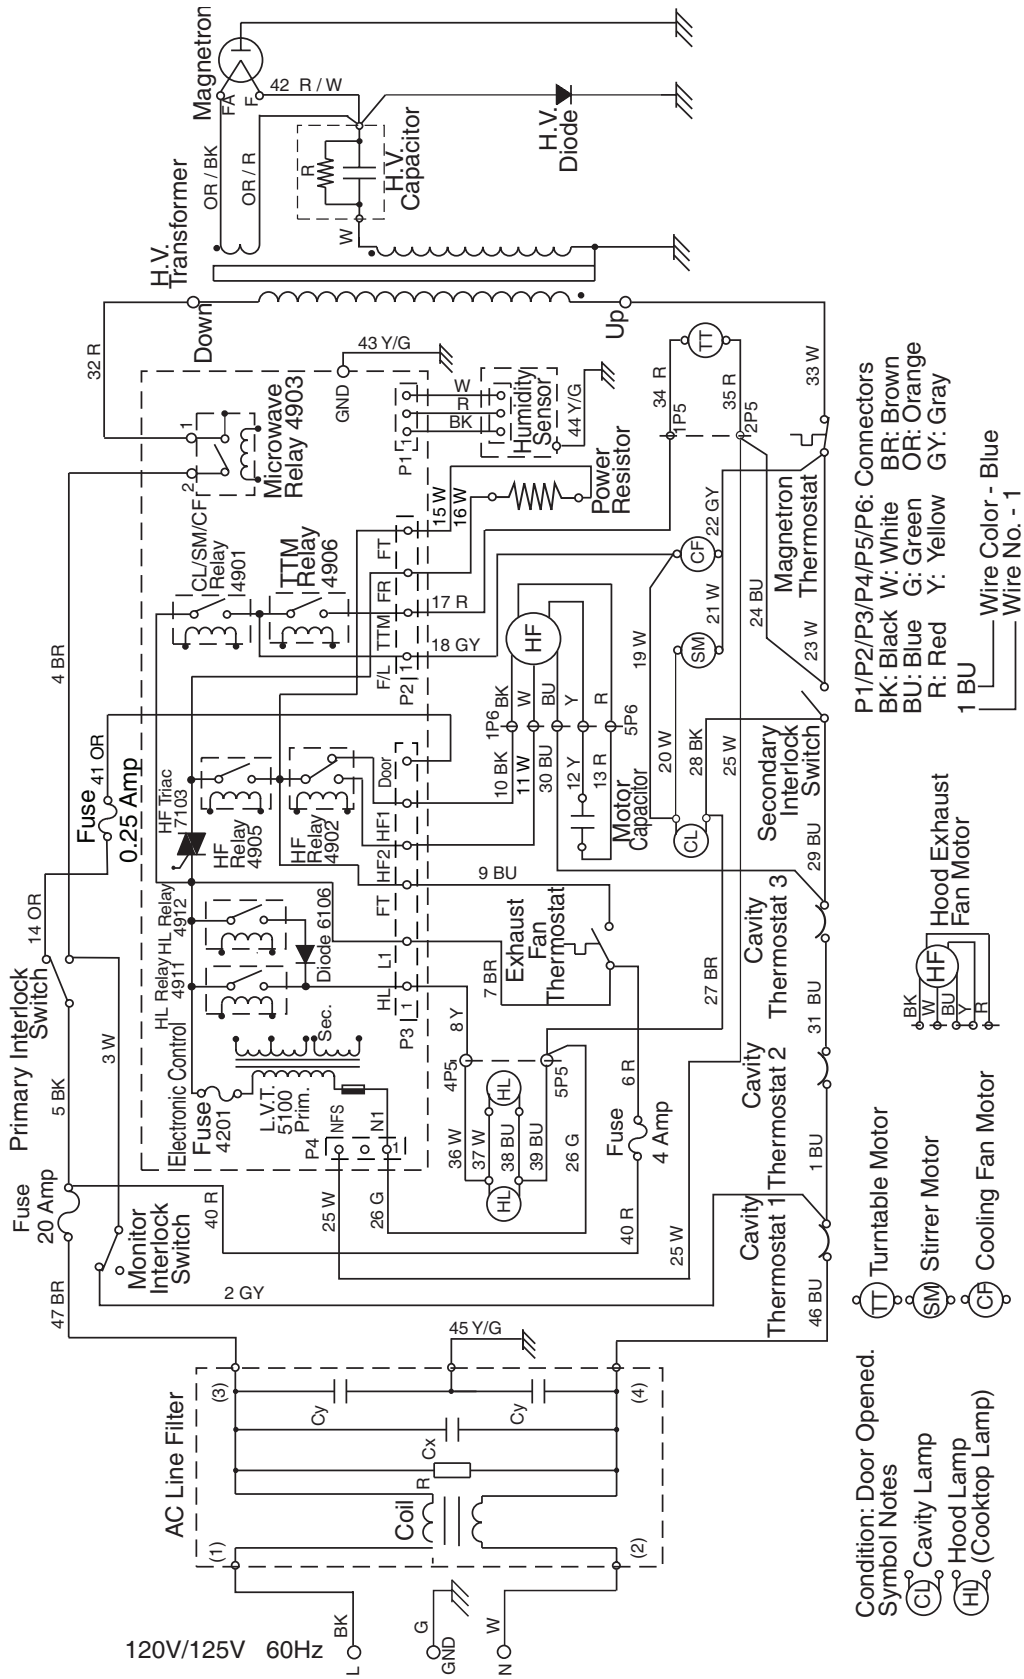 120V/125V 60Hz
L
BK
GND
G
N
W
AC Line Filter
(1)
(2)
(3)
(4)
Coil
R
Cx
Cy
Cy
45 Y/G
47 BR
46 BU
Fuse
20 Amp
Monitor
Interlock
Switch
2 GY
40 R
5 BK
3 W
Primary Interlock
Switch
14 OR
4 BR
Fuse
0.25 Amp
41 OR
32 R
Electronic Control
Fuse
4201
L.V.T.
5100
Prim.
Sec.
P4
NFS
N1
1
25 W
26 G
HL Relay
4911
HL Relay
4912
Diode 6106
HF Triac
7103
HF
Relay
4905
HF
Relay
4902
CL/SM/CF
Relay
4901
TTM
Relay
4906
Microwave
Relay 4903
1
2
P3
1
HL
L1
FT
HF2
HF1
Door
P2
1
F/L
TTM
FR
FT
P1
1
GND
43 Y/G
W
R
BK
Humidity
Sensor
44 Y/G
Power
Resistor
15 W
16 W
17 R
18 GY
8 Y
7 BR
9 BU
Exhaust
Fan
Thermostat
4P5
5P5
HL
HL
36 W
37 W
38 BU
39 BU
26 G
6 R
Fuse
4 Amp
40 R
25 W
27 BR
1P6
5P6
BK
W
BU
Y
R
HF
10 BK
11 W
30 BU
12 Y
13 R
Motor
Capacitor
CL
20 W
28 BK
25 W
19 W
SM
21 W
CF
22 GY
24 BU
23 W
TT
34 R
35 R
1P5
2P5
33 W
Magnetron
Thermostat
Secondary
Interlock
Switch
29 BU
Cavity
Thermostat 3
31 BU
Cavity
Thermostat 2
1 BU
Cavity
Thermostat 1
H.V.
Transformer
Down
Up
OR / BK
OR / R
W
Magnetron
FA
F
42 R / W
R
H.V.
Capacitor
H.V.
Diode
Condition: Door Opened.
Symbol Notes
CL Cavity Lamp
HL Hood Lamp
(Cooktop Lamp)
TT Turntable Motor
SM Stirrer Motor
CF Cooling Fan Motor
BK
W
BU
Y
R
HF
Hood Exhaust
Fan Motor
P1/P2/P3/P4/P5/P6: Connectors
BK: Black W: White BR: Brown
BU: Blue G: Green OR: Orange
R: Red Y: Yellow GY: Gray
1 BU
Wire Color - Blue
Wire No. - 1